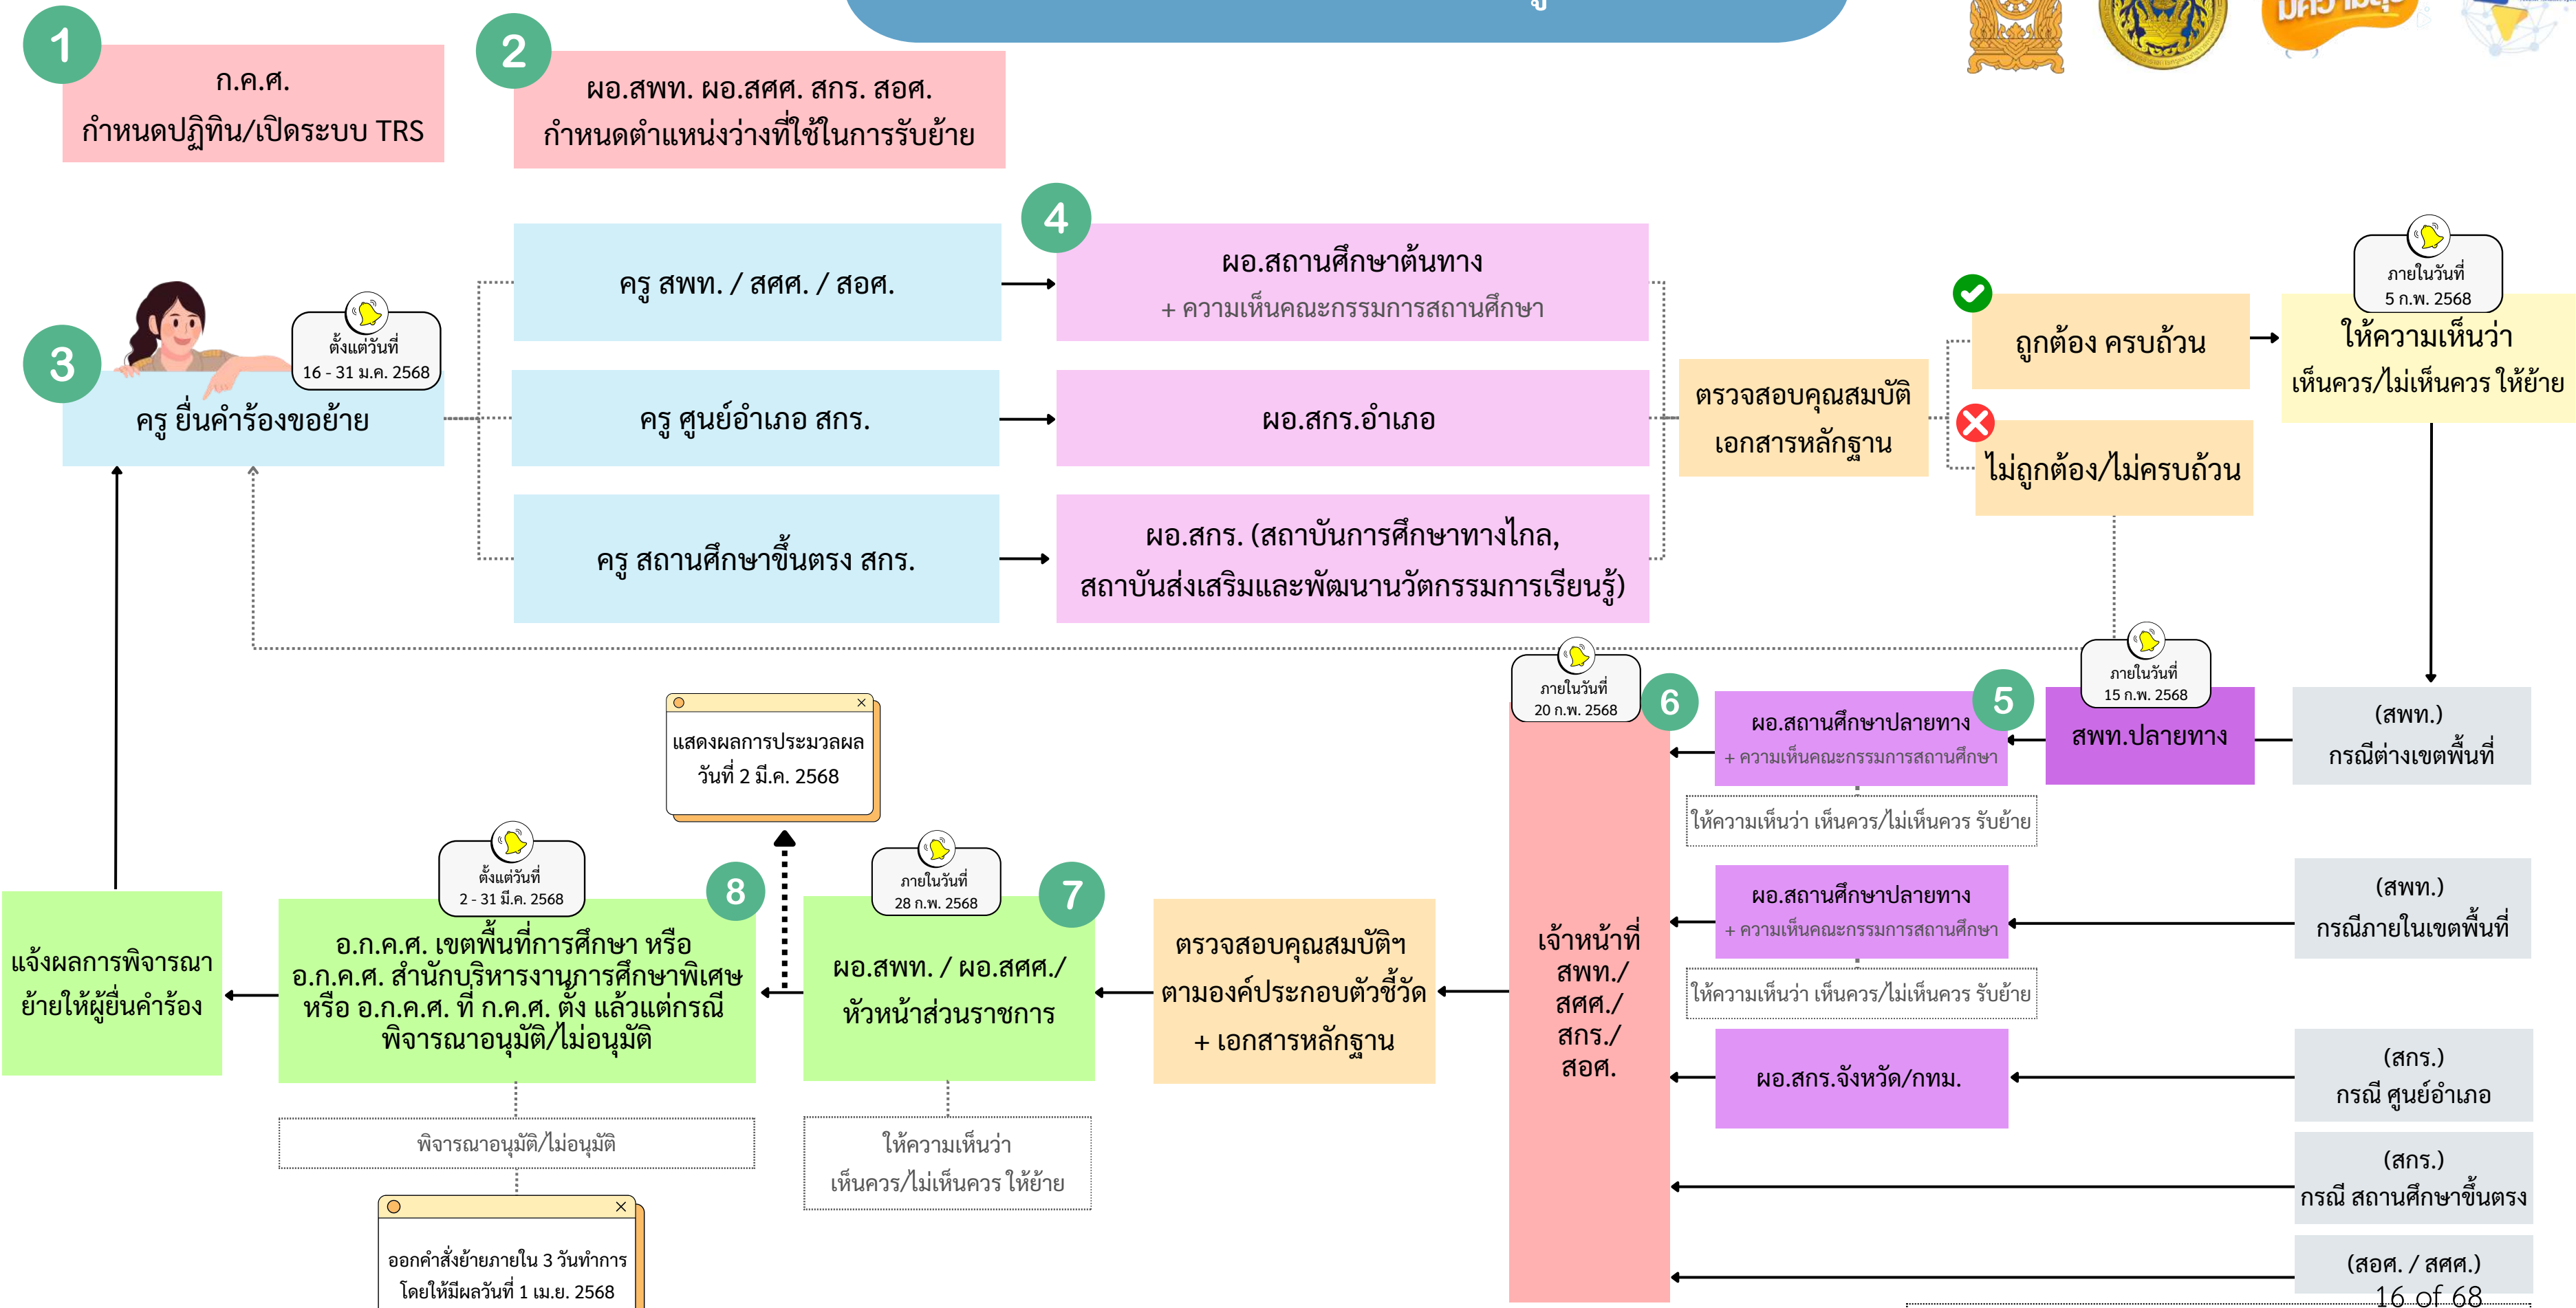 1
ก.ค.ศ.
กำหนดปฏิทิน/เปิดระบบ TRS
2
ผอ.สพท. ผอ.สศศ. สกร. สอศ.
กำหนดตำแหน่งว่างที่ใช้ในการรับย้าย
มีความสุข
3
ตั้งแต่วันที่
16 - 31 ม.ค. 2568
ครู ยื่นคำร้องขอย้าย
ครู สพท. / สศศ. / สอศ.
ครู ศูนย์อำเภอ สกร.
ครู สถานศึกษาขึ้นตรง สกร.
4
ผอ.สถานศึกษาต้นทาง
+ ความเห็นคณะกรรมการสถานศึกษา
ผอ.สกร.อำเภอ
ผอ.สกร. (สถาบันการศึกษาทางไกล,
สถาบันส่งเสริมและพัฒนานวัตกรรมการเรียนรู้)
ตรวจสอบคุณสมบัติ
เอกสารหลักฐาน
ถูกต้อง ครบถ้วน
ไม่ถูกต้อง/ไม่ครบถ้วน
ภายในวันที่
5 ก.พ. 2568
ให้ความเห็นว่า
เห็นควร/ไม่เห็นควร ให้ย้าย
(สพท.)
กรณีต่างเขตพื้นที่
ภายในวันที่
15 ก.พ. 2568
สพท.ปลายทาง
5
ผอ.สถานศึกษาปลายทาง
+ ความเห็นคณะกรรมการสถานศึกษา
ให้ความเห็นว่า เห็นควร/ไม่เห็นควร รับย้าย
(สพท.)
กรณีภายในเขตพื้นที่
ผอ.สถานศึกษาปลายทาง
+ ความเห็นคณะกรรมการสถานศึกษา
ให้ความเห็นว่า เห็นควร/ไม่เห็นควร รับย้าย
(สกร.)
กรณี ศูนย์อำเภอ
ผอ.สกร.จังหวัด/กทม.
(สกร.)
กรณี สถานศึกษาขึ้นตรง
(สอศ. / สศศ.)
6
ภายในวันที่
20 ก.พ. 2568
เจ้าหน้าที่
สพท./
สศศ./
สกร./
สอศ.
ตรวจสอบคุณสมบัติฯ
ตามองค์ประกอบตัวชี้วัด
+ เอกสารหลักฐาน
7
ภายในวันที่
28 ก.พ. 2568
ผอ.สพท. / ผอ.สศศ./
หัวหน้าส่วนราชการ
ให้ความเห็นว่า
เห็นควร/ไม่เห็นควร ให้ย้าย
แสดงผลการประมวลผล
วันที่ 2 มี.ค. 2568
8
ตั้งแต่วันที่
2 - 31 มี.ค. 2568
อ.ก.ค.ศ. เขตพื้นที่การศึกษา หรือ
อ.ก.ค.ศ. สำนักบริหารงานการศึกษาพิเศษ
หรือ อ.ก.ค.ศ. ที่ ก.ค.ศ. ตั้ง แล้วแต่กรณี
พิจารณาอนุมัติ/ไม่อนุมัติ
พิจารณาอนุมัติ/ไม่อนุมัติ
ออกคำสั่งย้ายภายใน 3 วันทำการ
โดยให้มีผลวันที่ 1 เม.ย. 2568
แจ้งผลการพิจารณา
ย้ายให้ผู้ยื่นคำร้อง
16 of 68